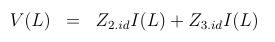 V(L) = Z_{2.id}I(L) + Z_{3.id}I(L)